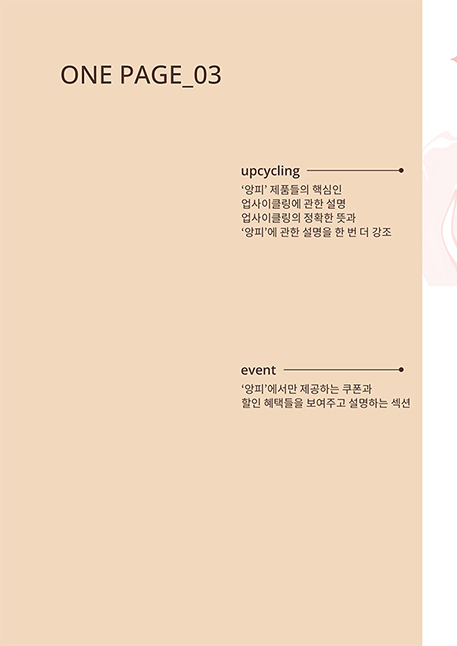 ONE PAGE_03
upcycling
‘앙피’ 제품들의 핵심인
업사이클링에 관한 설명
업사이클링의 정확한 뜻과
‘앙피’에 관한 설명을 한 번 더 강조
event
‘앙피’에서만 제공하는 쿠폰과
할인 혜택들을 보여주고 설명하는 섹션